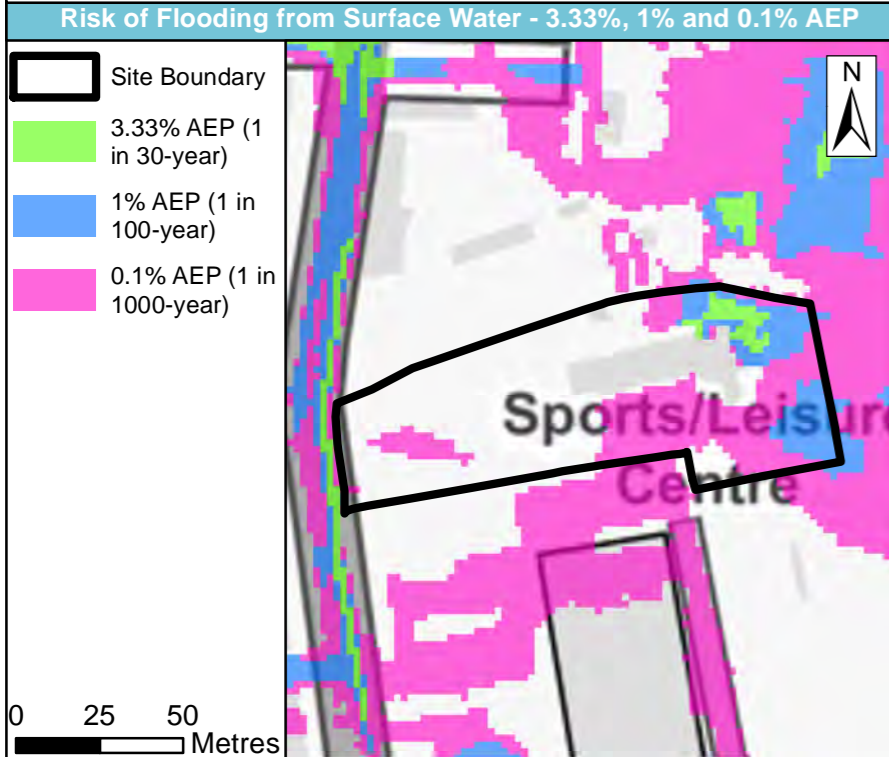 Risk of Flooding from Surface Water - 3.33%, 1% and 0.1% AEP
Site Boundary
3.33% AEP (1
in 30-year)
1% AEP (1 in
100-year)
0.1% AEP (1 in
1000-year)
0 25 50
Metres
N
Sports/Leisure
Centre